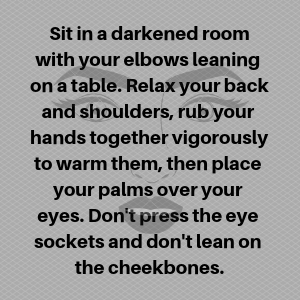 Sit in a darkened room
with your elbows leaning
on a table. Relax your back
and shoulders, rub your
hands together vigorously
to warm them, then place
your palms over your
eyes. Don't press the eye
sockets and don't lean on
the cheekbones.